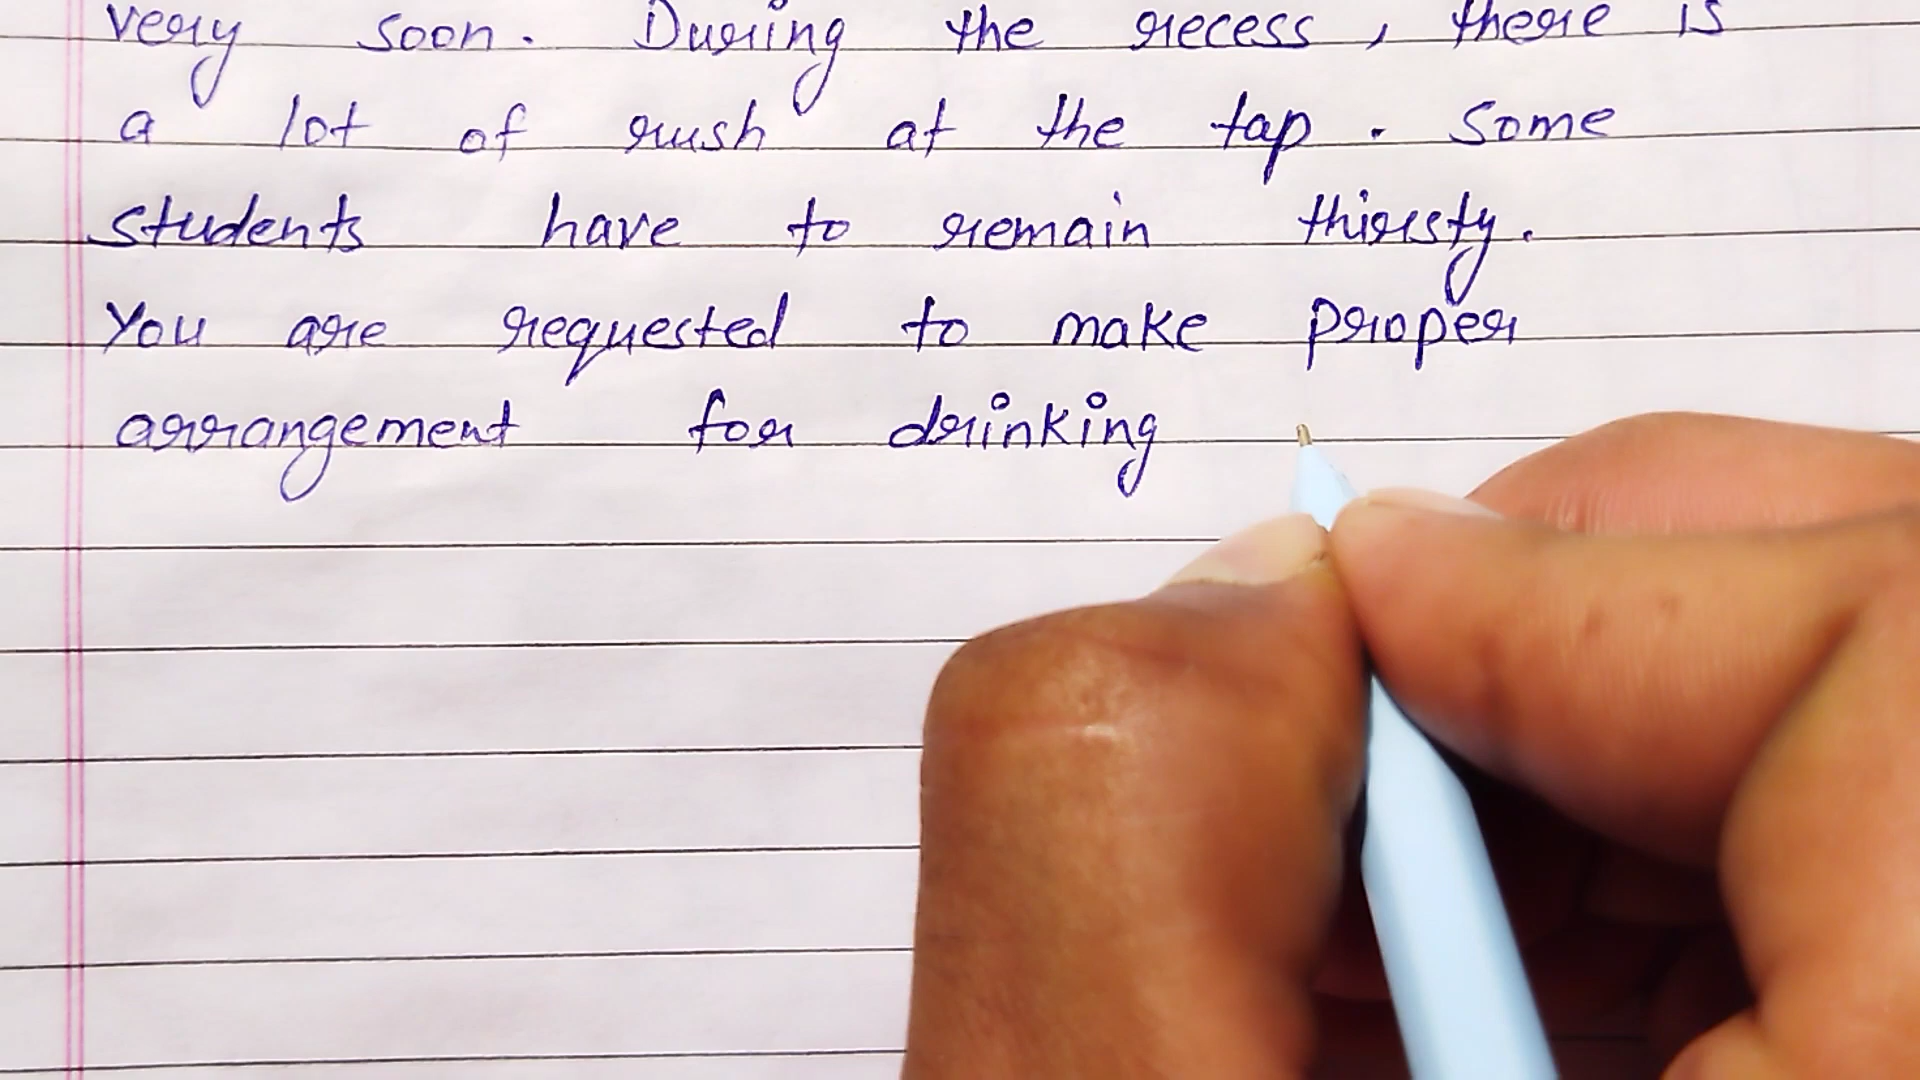 very soon. During the recess, there is
a lot of rush at the tap. Some
students have to remain thirsty.
You are requested to make proper
arrangement for drinking